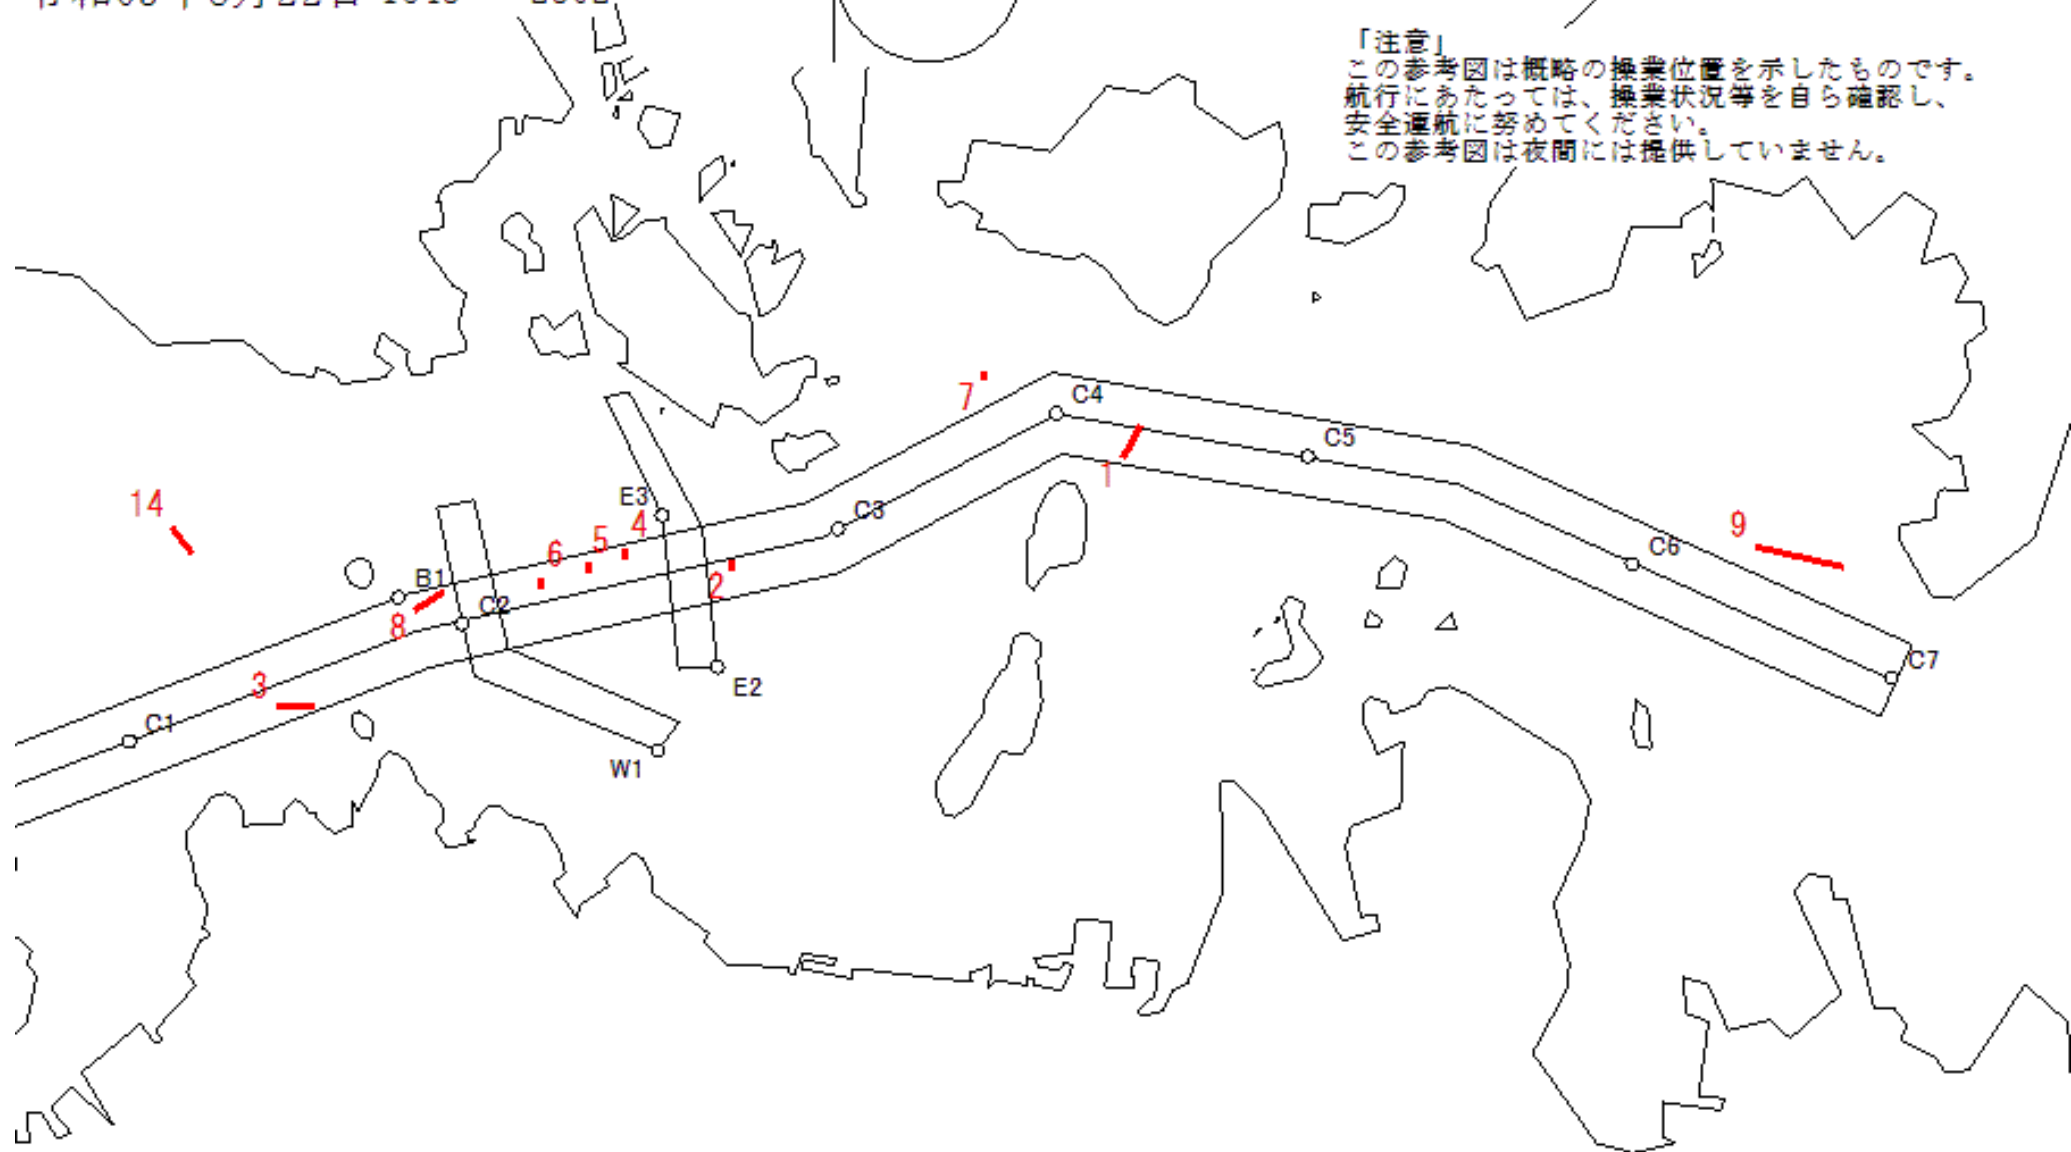 「注意」
この参考図は概略の操業位置を示したものです。
航行にあたっては、操業状況等を自ら確認し、
安全運航に努めてください。
この参考図は夜間には提供していません。
7
C4
C5
1
14
E3
4
C3
5
6
9
2
C6
B1
C2
8
3
E2
C7
C1
W1